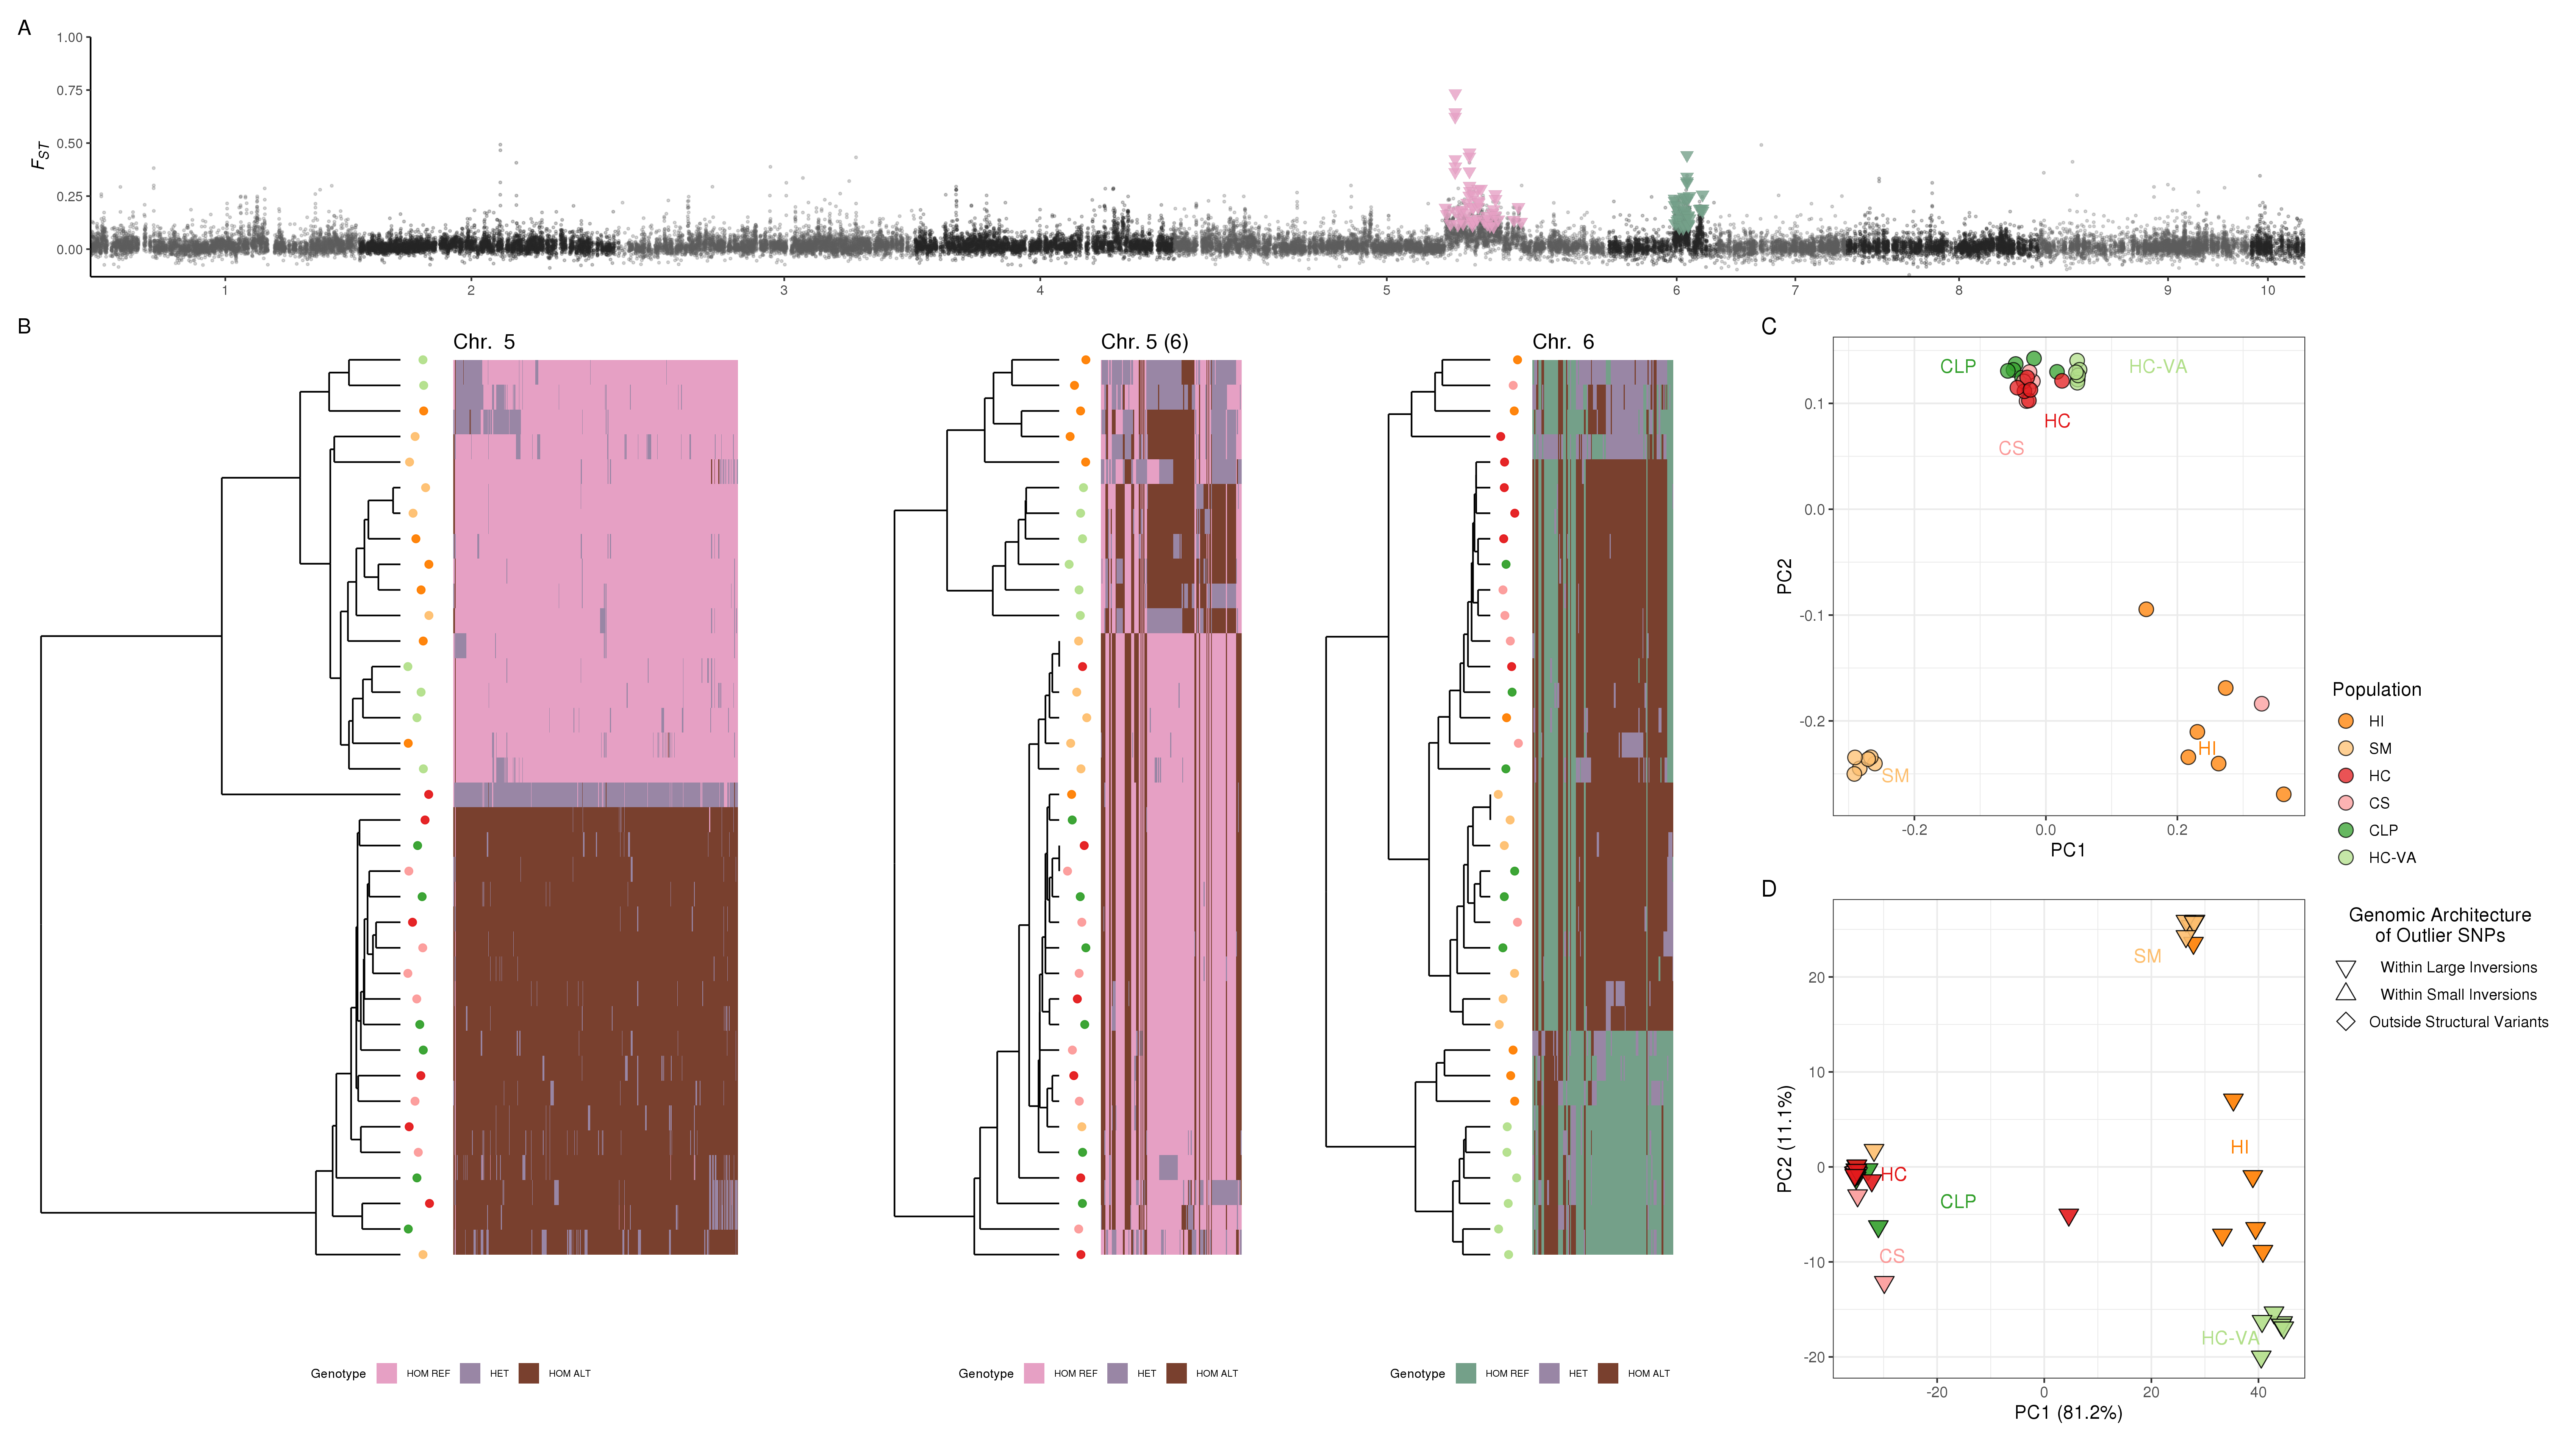 A
1.00
0.75
0.50
0.25
0.00
FST
1 2 3 4 5 6 7 8 9 10
B
Chr. 5
Chr. 5 (6)
Chr. 6
Genotype HOM REF HET HOM ALT
Genotype HOM REF HET HOM ALT
Genotype HOM REF HET HOM ALT
C
CLP
HC-VA
HC
CS
HI
SM
0.1
0.0
-0.1
-0.2
PC2
-0.2 0.0 0.2
PC1
Population
HI
SM
HC
CS
CLP
HC-VA
D
SM
HI
HC
CLP
CS
HC-VA
20
10
0
-10
-20
PC2 (11.1%)
-20 0 20 40
PC1 (81.2%)
Genomic Architecture
of Outlier SNPs
Within Large Inversions
Within Small Inversions
Outside Structural Variants